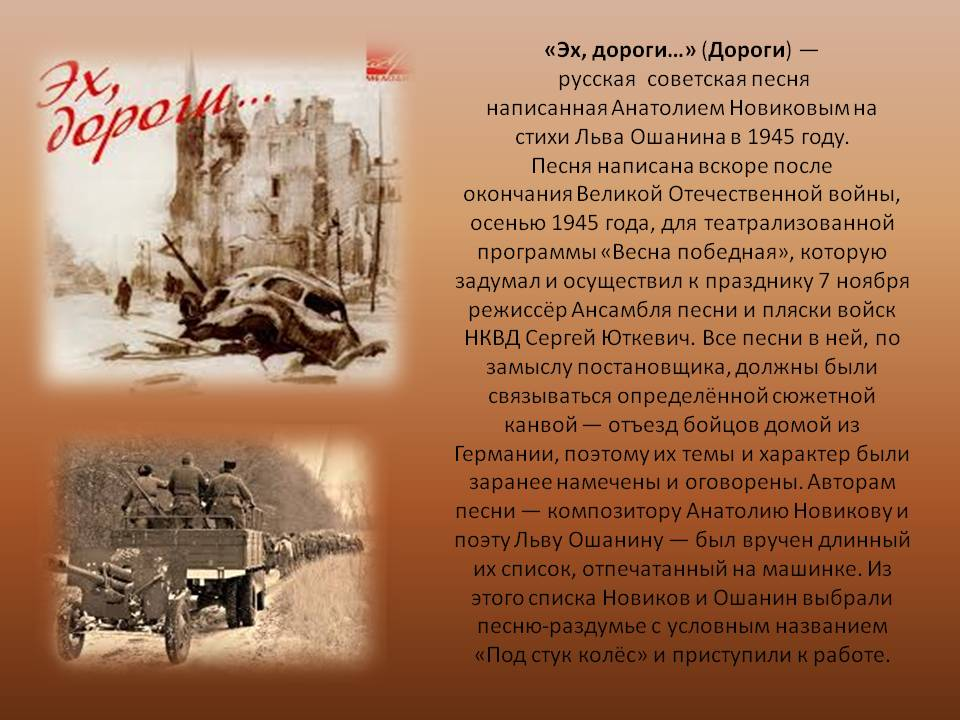 Эх,
дороги...
«Эх, дороги…» (Дороги) —
русская советская песня
написанная Анатолием Новиковым на
стихи Льва Ошанина в 1945 году.
Песня написана вскоре после
окончания Великой Отечественной войны,
осенью 1945 года, для театрализованной
программы «Весна победная», которую
задумал и осуществил к празднику 7 ноября
режиссёр Ансамбля песни и пляски войск
НКВД Сергей Юткевич. Все песни в ней, по
замыслу постановщика, должны были
связываться определённой сюжетной
канвой — отъезд бойцов домой из
Германии, поэтому их темы и характер были
заранее намечены и оговорены. Авторам
песни — композитору Анатолию Новикову и
поэту Льву Ошанину — был вручен длинный
их список, отпечатанный на машинке. Из
этого списка Новиков и Ошанин выбрали
песню-раздумье с условным названием
«Под стук колёс» и приступили к работе.